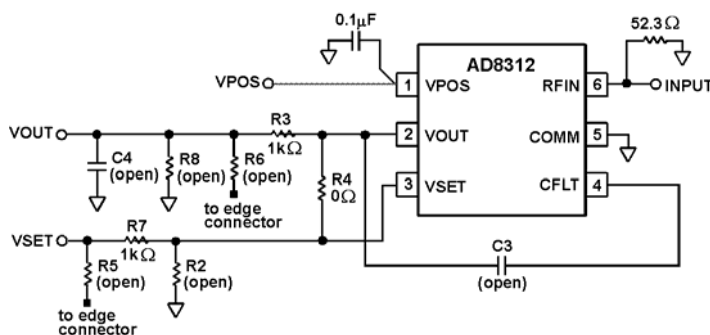 0.1µF
52.3Ω
AD8312
VPOS
1 VPOS
RFIN 6
INPUT
VOUT
R3
1kΩ
2 VOUT
COMM 5
C4
(open)
R8
(open)
R6
(open)
R4
0Ω
3 VSET
CFLT 4
to edge
connector
VSET
R7
1kΩ
C3
(open)
R5
(open)
R2
(open)
to edge
connector